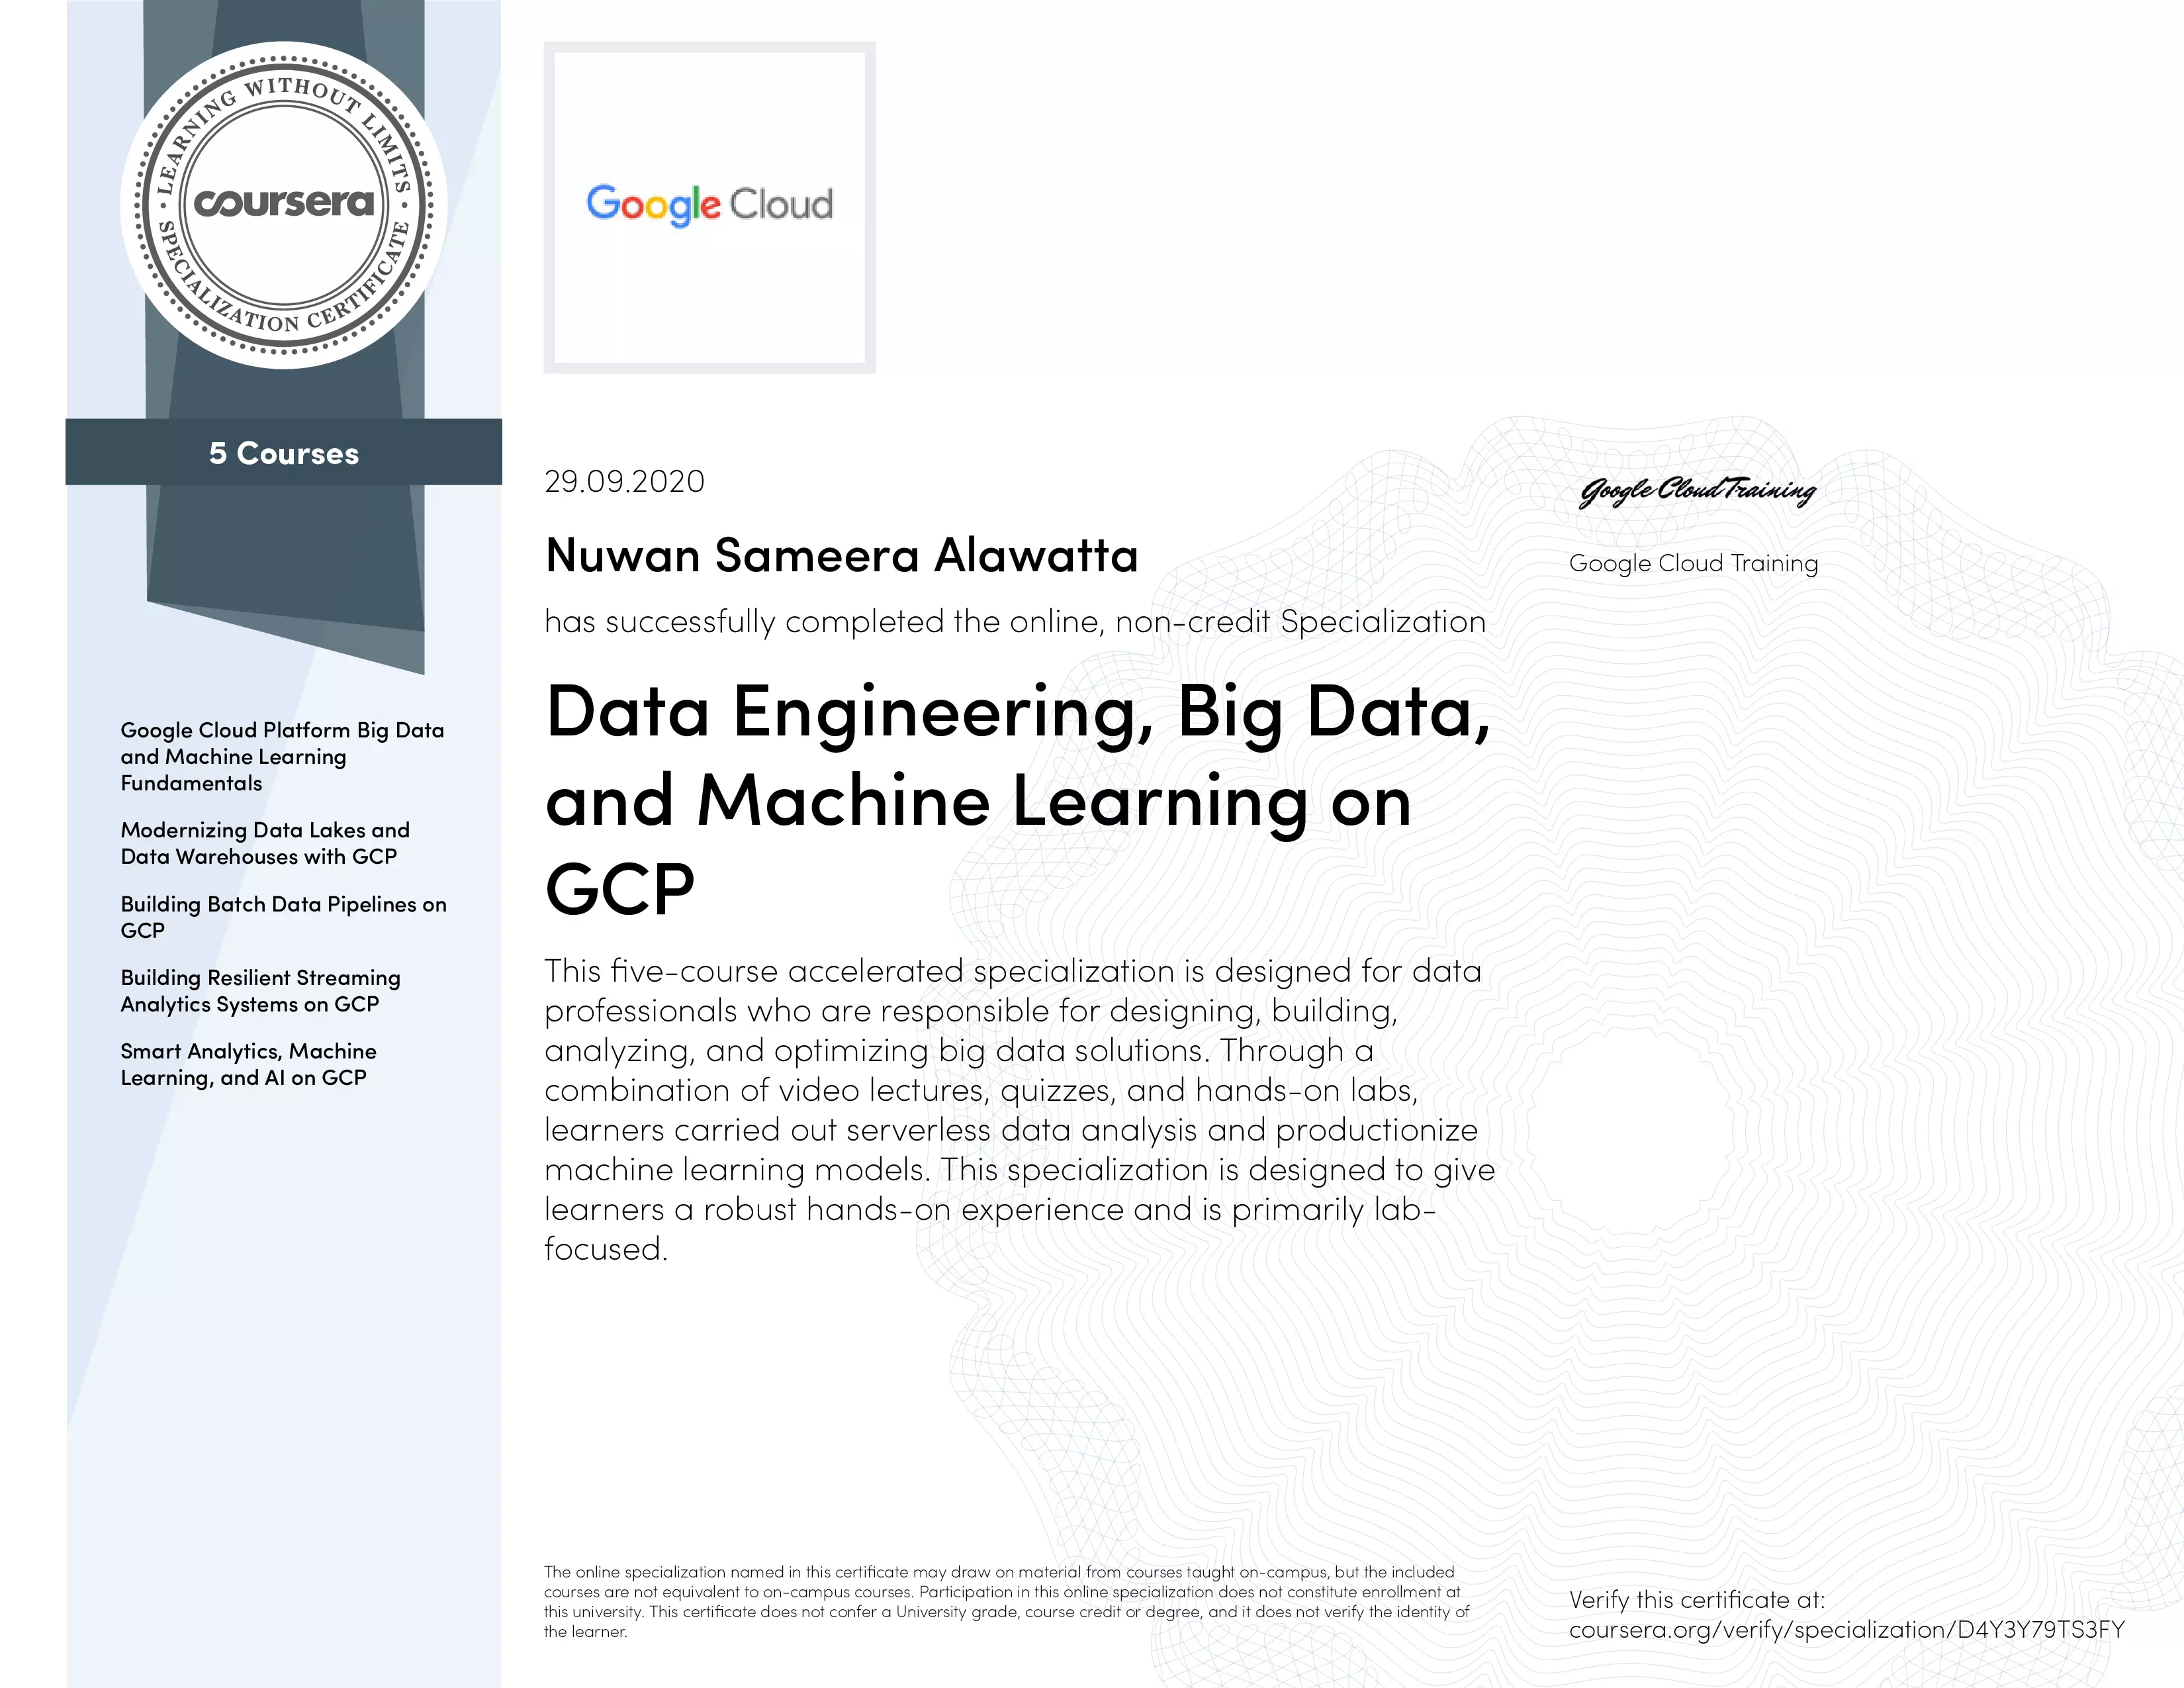 LEARNING WITHOUT LIMITS
coursera
SPECIALIZATION CERTIFICATE
5 Courses
Google Cloud Platform Big Data
and Machine Learning
Fundamentals
Modernizing Data Lakes and
Data Warehouses with GCP
Building Batch Data Pipelines on
GCP
Building Resilient Streaming
Analytics Systems on GCP
Smart Analytics, Machine
Learning, and AI on GCP
Google Cloud
29.09.2020
Nuwan Sameera Alawatta
has successfully completed the online, non-credit Specialization
Data Engineering, Big Data,
and Machine Learning on
GCP
This five-course accelerated specialization is designed for data
professionals who are responsible for designing, building,
analyzing, and optimizing big data solutions. Through a
combination of video lectures, quizzes, and hands-on labs,
learners carried out serverless data analysis and productionize
machine learning models. This specialization is designed to give
learners a robust hands-on experience and is primarily lab-
focused.
Google Cloud Training
Google Cloud Training
The online specialization named in this certificate may draw on material from courses taught on-campus, but the included
courses are not equivalent to on-campus courses. Participation in this online specialization does not constitute enrollment at
this university. This certificate does not confer a University grade, course credit or degree, and it does not verify the identity of
the learner.
Verify this certificate at:
coursera.org/verify/specialization/D4Y3Y79TS3FY